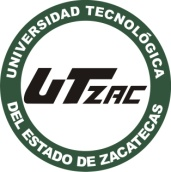 UNIVERSIDAD TECNOLÓGICA
UTZAC
DEL ESTADO DE ZACATECAS